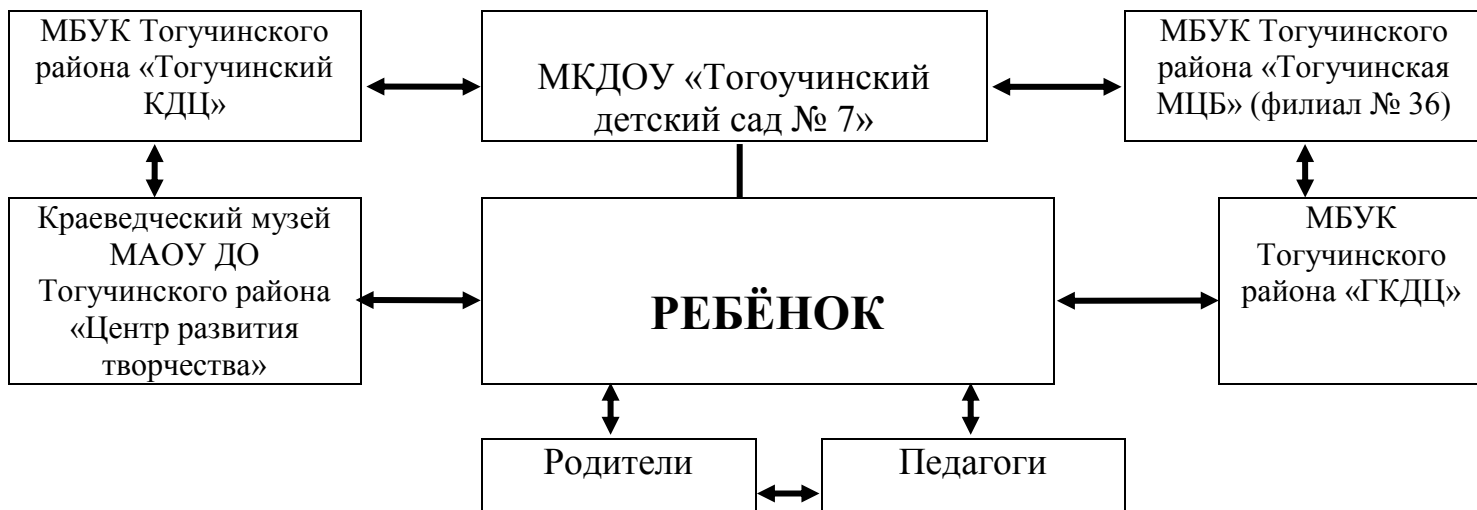 МБУК Тогучинского
района «Тогучинский
КДЦ»
МКДОУ «Тогоучинский
детский сад № 7»
МБУК Тогучинского
района «Тогучинская
МЦБ» (филиал № 36)
Краеведческий музей
МАОУ ДО
Тогучинского района
«Центр развития
творчества»
РЕБЁНОК
МБУК
Тогучинского
района «ГКДЦ»
Родители
Педагоги